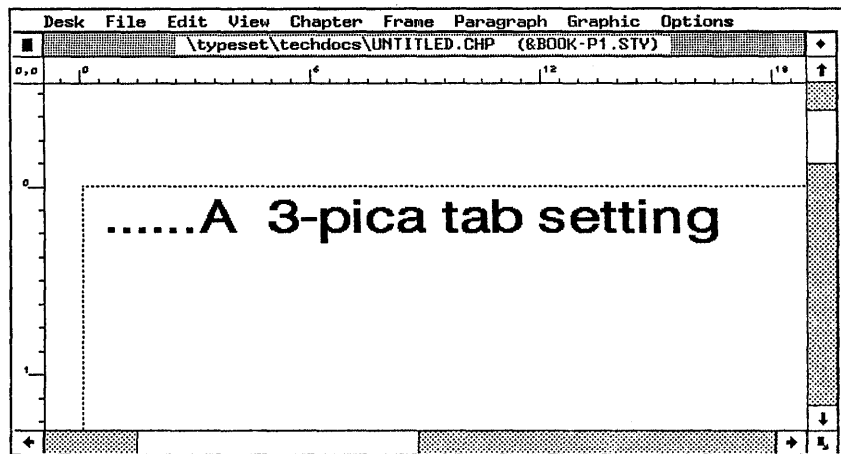 Desk File Edit View Chapter Frame Paragraph Graphic Options
\typeset\techdocs\UNTITLED.CHP (&BOOK-P1.STY)
0,0 0 6 12 18
0
......A 3-pica tab setting
1